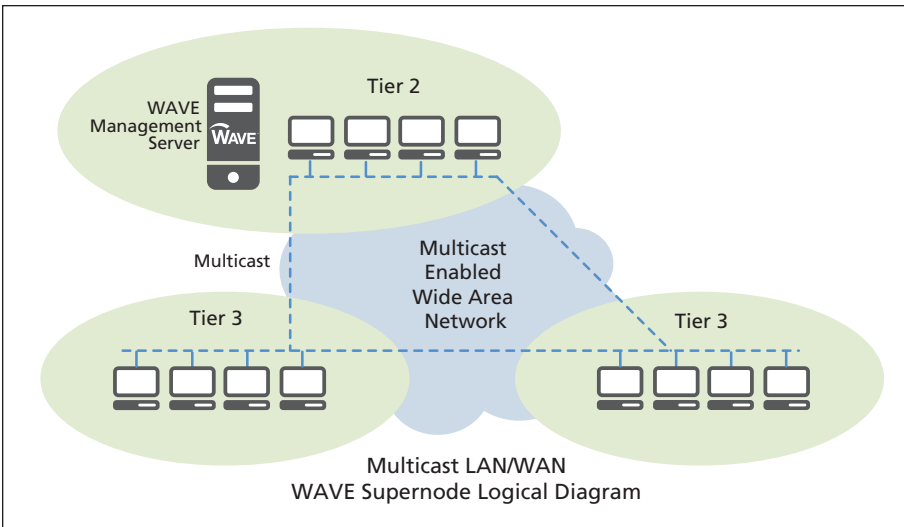 Tier 2
WAVE
Management
Server
WAVE
Multicast
Multicast
Enabled
Wide Area
Network
Tier 3
Tier 3
Multicast LAN/WAN
WAVE Supernode Logical Diagram